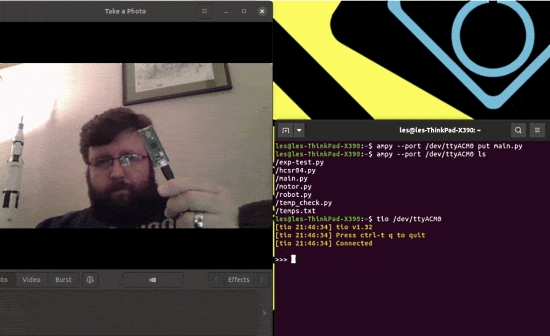 Take a Photo
to
Video
Burst
Effects
les@les-ThinkPad-X390: ~
les@les-ThinkPad-X390:~$ ampy --port /dev/ttyACM0 put main.py
les@les-ThinkPad-X390:~$ ampy --port /dev/ttyACM0 ls
/exp-test.py
/hcsr04.py
/main.py
/motor.py
/robot.py
/temp_check.py
/temps.txt
les@les-ThinkPad-X390:~$ tio /dev/ttyACM0
[tio 21:46:34] tio v1.32
[tio 21:46:34] Press ctrl-t q to quit
[tio 21:46:34] Connected
>>>